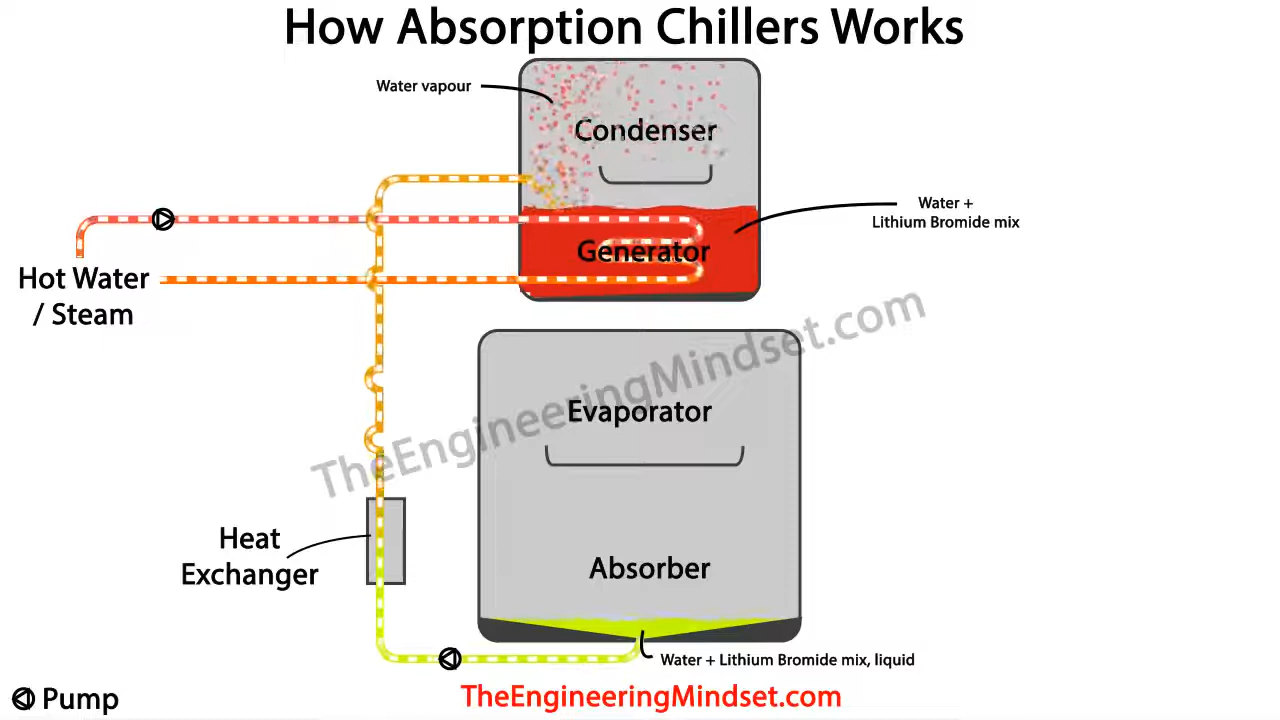 How Absorption Chillers Works
Water vapour
Condenser
Water +
Lithium Bromide mix
Generator
Hot Water
/ Steam
TheEngineeringMindset.com
Evaporator
Heat
Exchanger
Absorber
Water + Lithium Bromide mix, liquid
Pump
TheEngineeringMindset.com